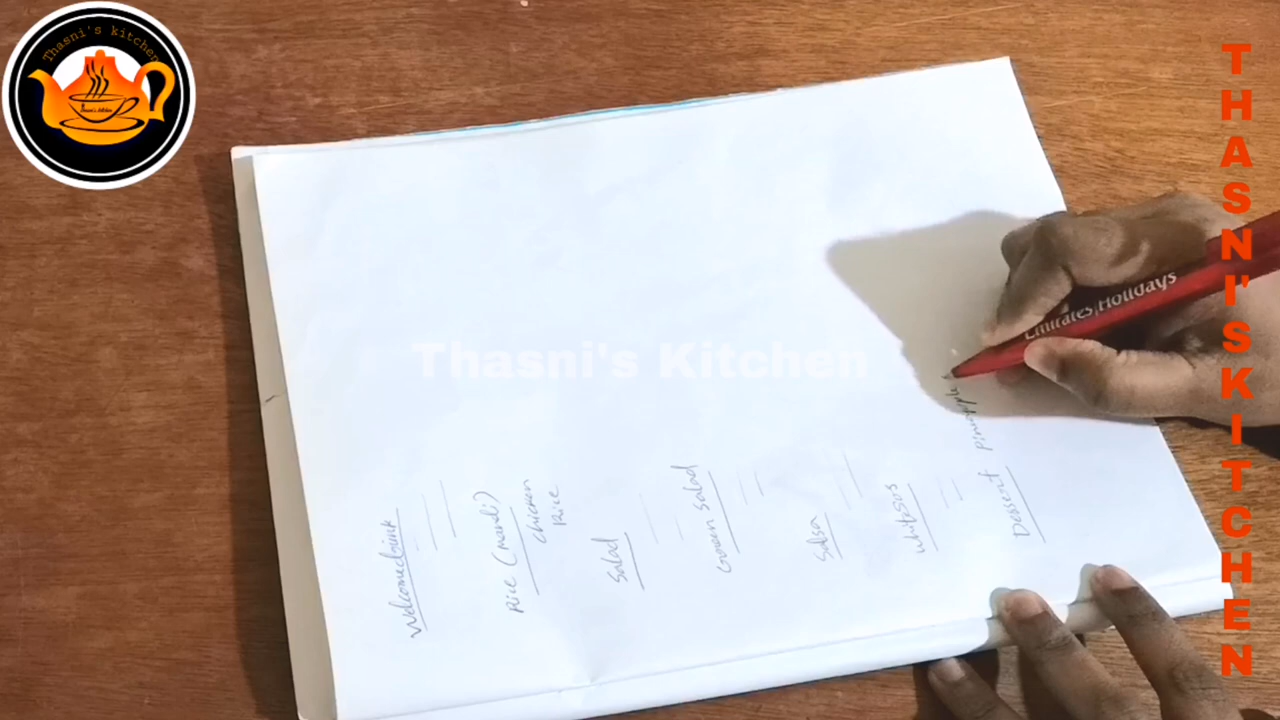 Thasni's kitchen
Thasni's Kitchen
THASNI'S KITCHEN
Emirates Holidays
Welcomedrink
Rice (mandi)
chicken
Rice
Salad
Green Salad
Salsa
whitesos
Dessert Pineapple